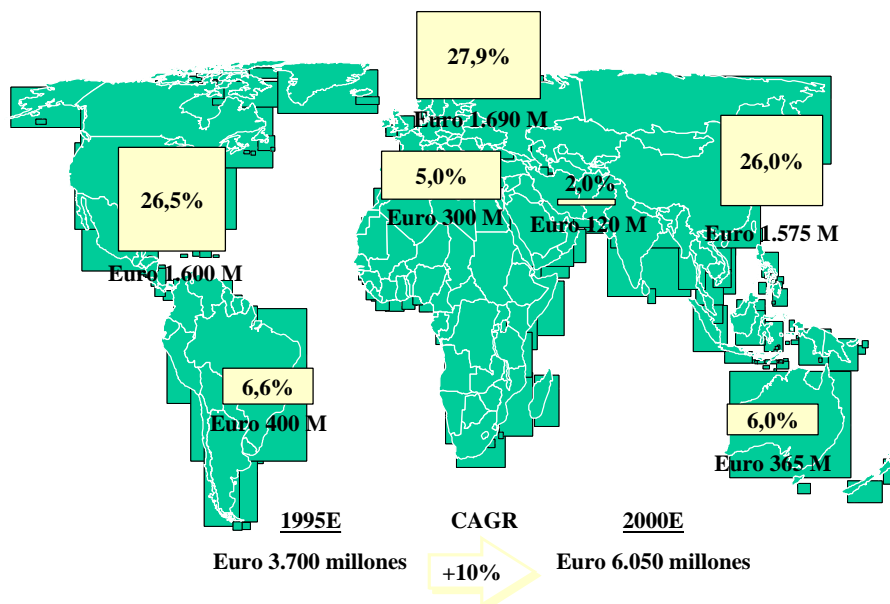 27,9%
Euro 1.690 M
26,5%
Euro 1.600 M
5,0%
Euro 300 M
2,0%
Euro 120 M
26,0%
Euro 1.575 M
6,6%
Euro 400 M
6,0%
Euro 365 M
1995E CAGR 2000E
Euro 3.700 millones +10% Euro 6.050 millones